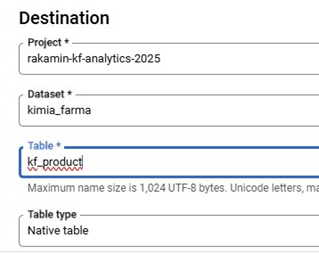 Destination
Project *
rakamin-kf-analytics-2025
Dataset *
kimia_farma
Table *
kf_product
Maximum name size is 1,024 UTF-8 bytes. Unicode letters,
Table type
Native table